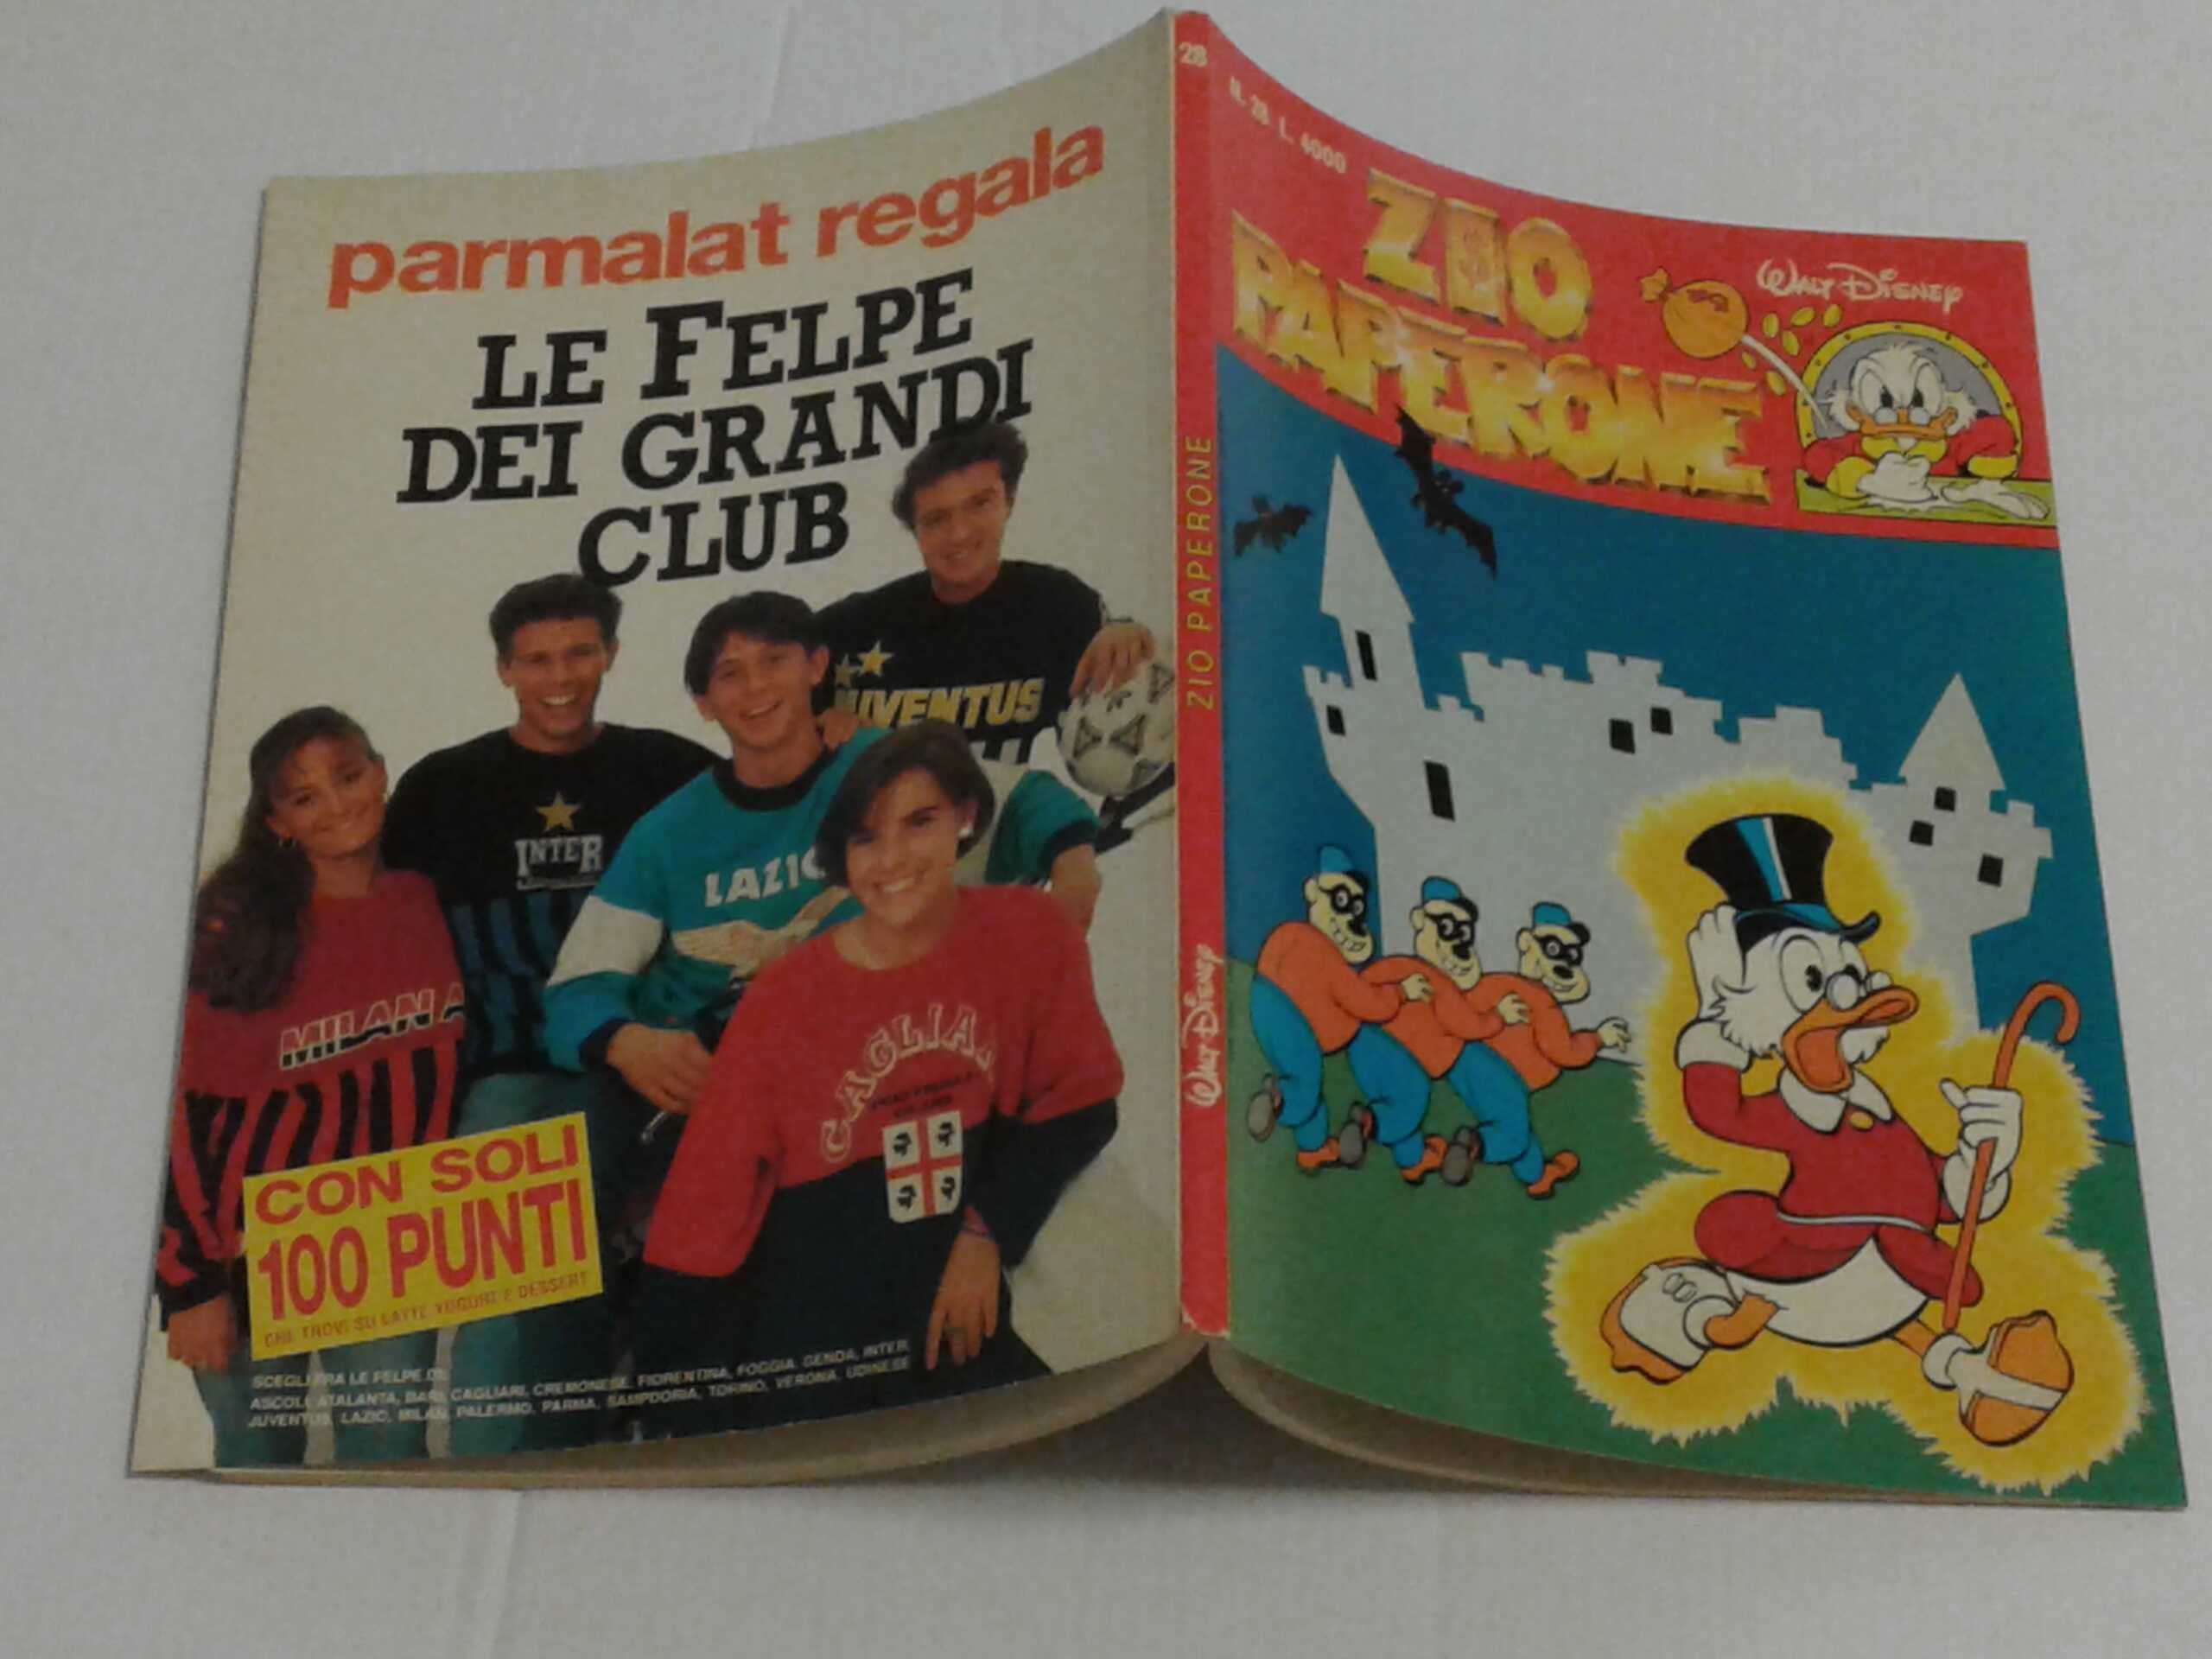 parmalat regala
LE FELPE
DEI GRANDI
CLUB
JUVENTUS
INTER
LAZIO
MILAN A
CAGLIA
CON SOLI
100 PUNTI
CHE TROVI SU LATTE YOGURT E DESSERT
SCEGLI FRA LE FELPE DI:
ASCOLI, ATALANTA, BARI, CAGLIARI, CREMONESE, FIORENTINA, FOGGIA, GENOA, INTER,
JUVENTUS, LAZIO, MILAN, PALERMO, PARMA, SAMPDORIA, TORINO, VERONA, UDINESE
28
ZIO PAPERONE
WALT DISNEY
N. 28 L. 4000
ZIO
PAPERONE
WALT DISNEY